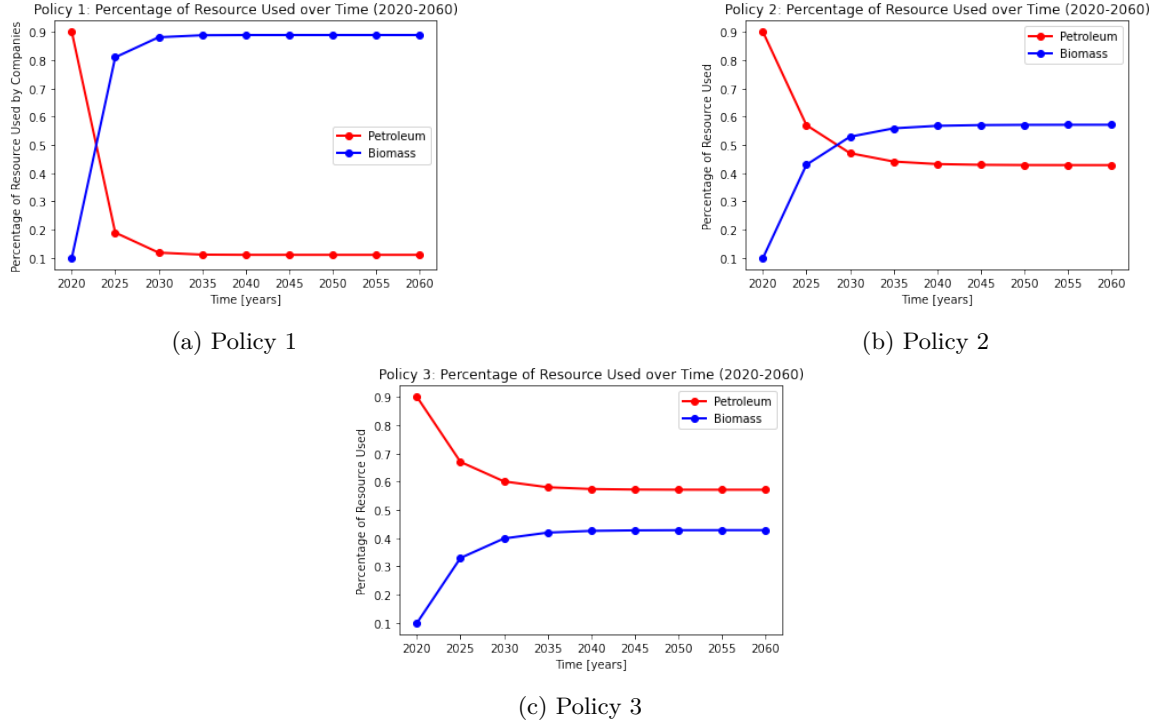 Policy 1: Percentage of Resource Used over Time (2020-2060)
Percentage of Resource Used by Companies
0.9
0.8
0.7
0.6
0.5
0.4
0.3
0.2
0.1
Petroleum
Biomass
2020 2025 2030 2035 2040 2045 2050 2055 2060
Time [years]
(a) Policy 1
Policy 2: Percentage of Resource Used over Time (2020-2060)
Percentage of Resource Used
0.9
0.8
0.7
0.6
0.5
0.4
0.3
0.2
0.1
Petroleum
Biomass
2020 2025 2030 2035 2040 2045 2050 2055 2060
Time [years]
(b) Policy 2
Policy 3: Percentage of Resource Used over Time (2020-2060)
Percentage of Resource Used
0.9
0.8
0.7
0.6
0.5
0.4
0.3
0.2
0.1
Petroleum
Biomass
2020 2025 2030 2035 2040 2045 2050 2055 2060
Time [years]
(c) Policy 3